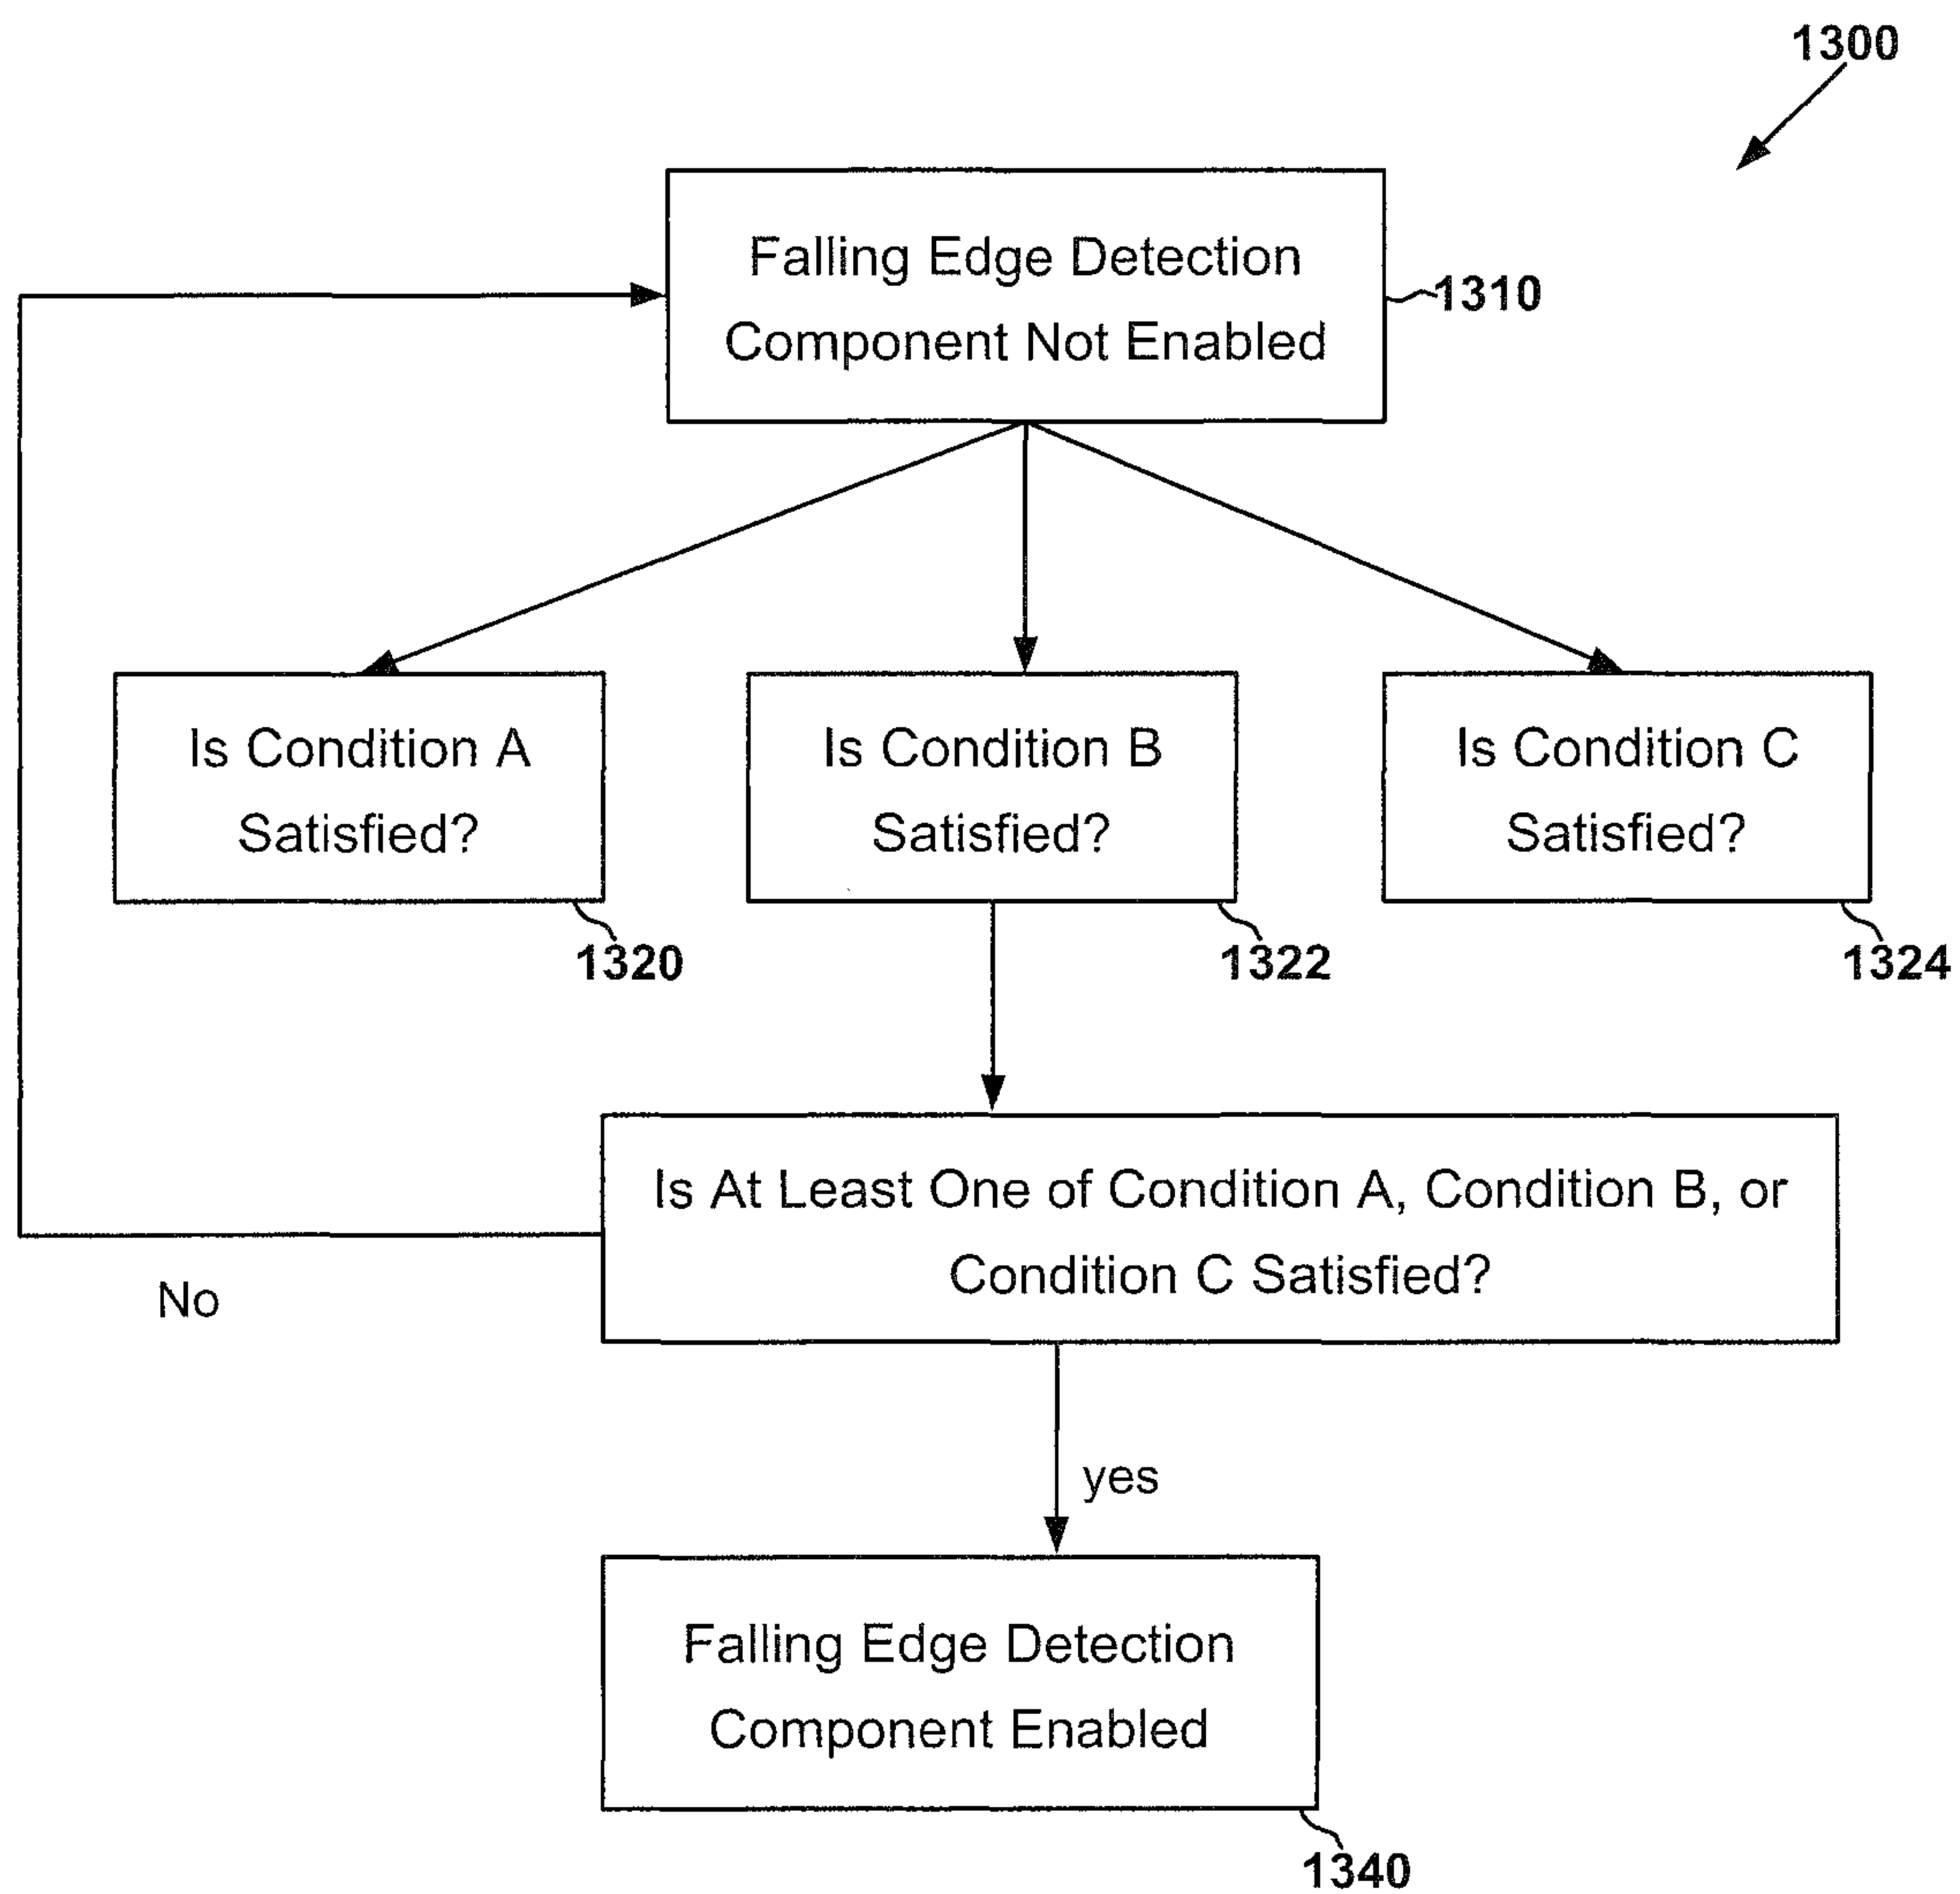 1300
Falling Edge Detection
Component Not Enabled
1310
Is Condition A
Satisfied?
1320
Is Condition B
Satisfied?
1322
Is Condition C
Satisfied?
1324
Is At Least One of Condition A, Condition B, or
Condition C Satisfied?
No
yes
Falling Edge Detection
Component Enabled
1340